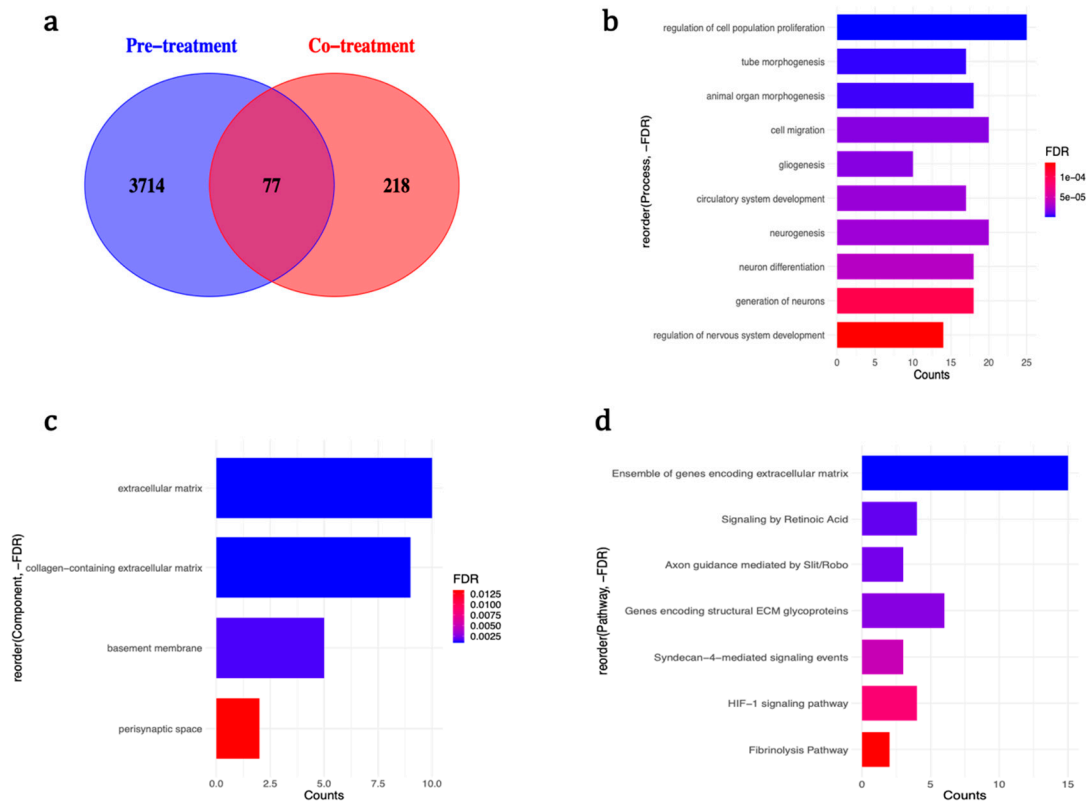 a
Pre-treatment
Co-treatment
3714
77
218
b
reorder(Process, -FDR)
regulation of cell population proliferation
tube morphogenesis
animal organ morphogenesis
cell migration
gliogenesis
circulatory system development
neurogenesis
neuron differentiation
generation of neurons
regulation of nervous system development
0 5 10 15 20 25
Counts
FDR
1e-04
5e-05
c
reorder(Component, -FDR)
extracellular matrix
collagen-containing extracellular matrix
basement membrane
perisynaptic space
0.0 2.5 5.0 7.5 10.0
Counts
FDR
0.0125
0.0100
0.0075
0.0050
0.0025
d
reorder(Pathway, -FDR)
Ensemble of genes encoding extracellular matrix
Signaling by Retinoic Acid
Axon guidance mediated by Slit/Robo
Genes encoding structural ECM glycoproteins
Syndecan-4-mediated signaling events
HIF-1 signaling pathway
Fibrinolysis Pathway
0 5 10 15
Counts